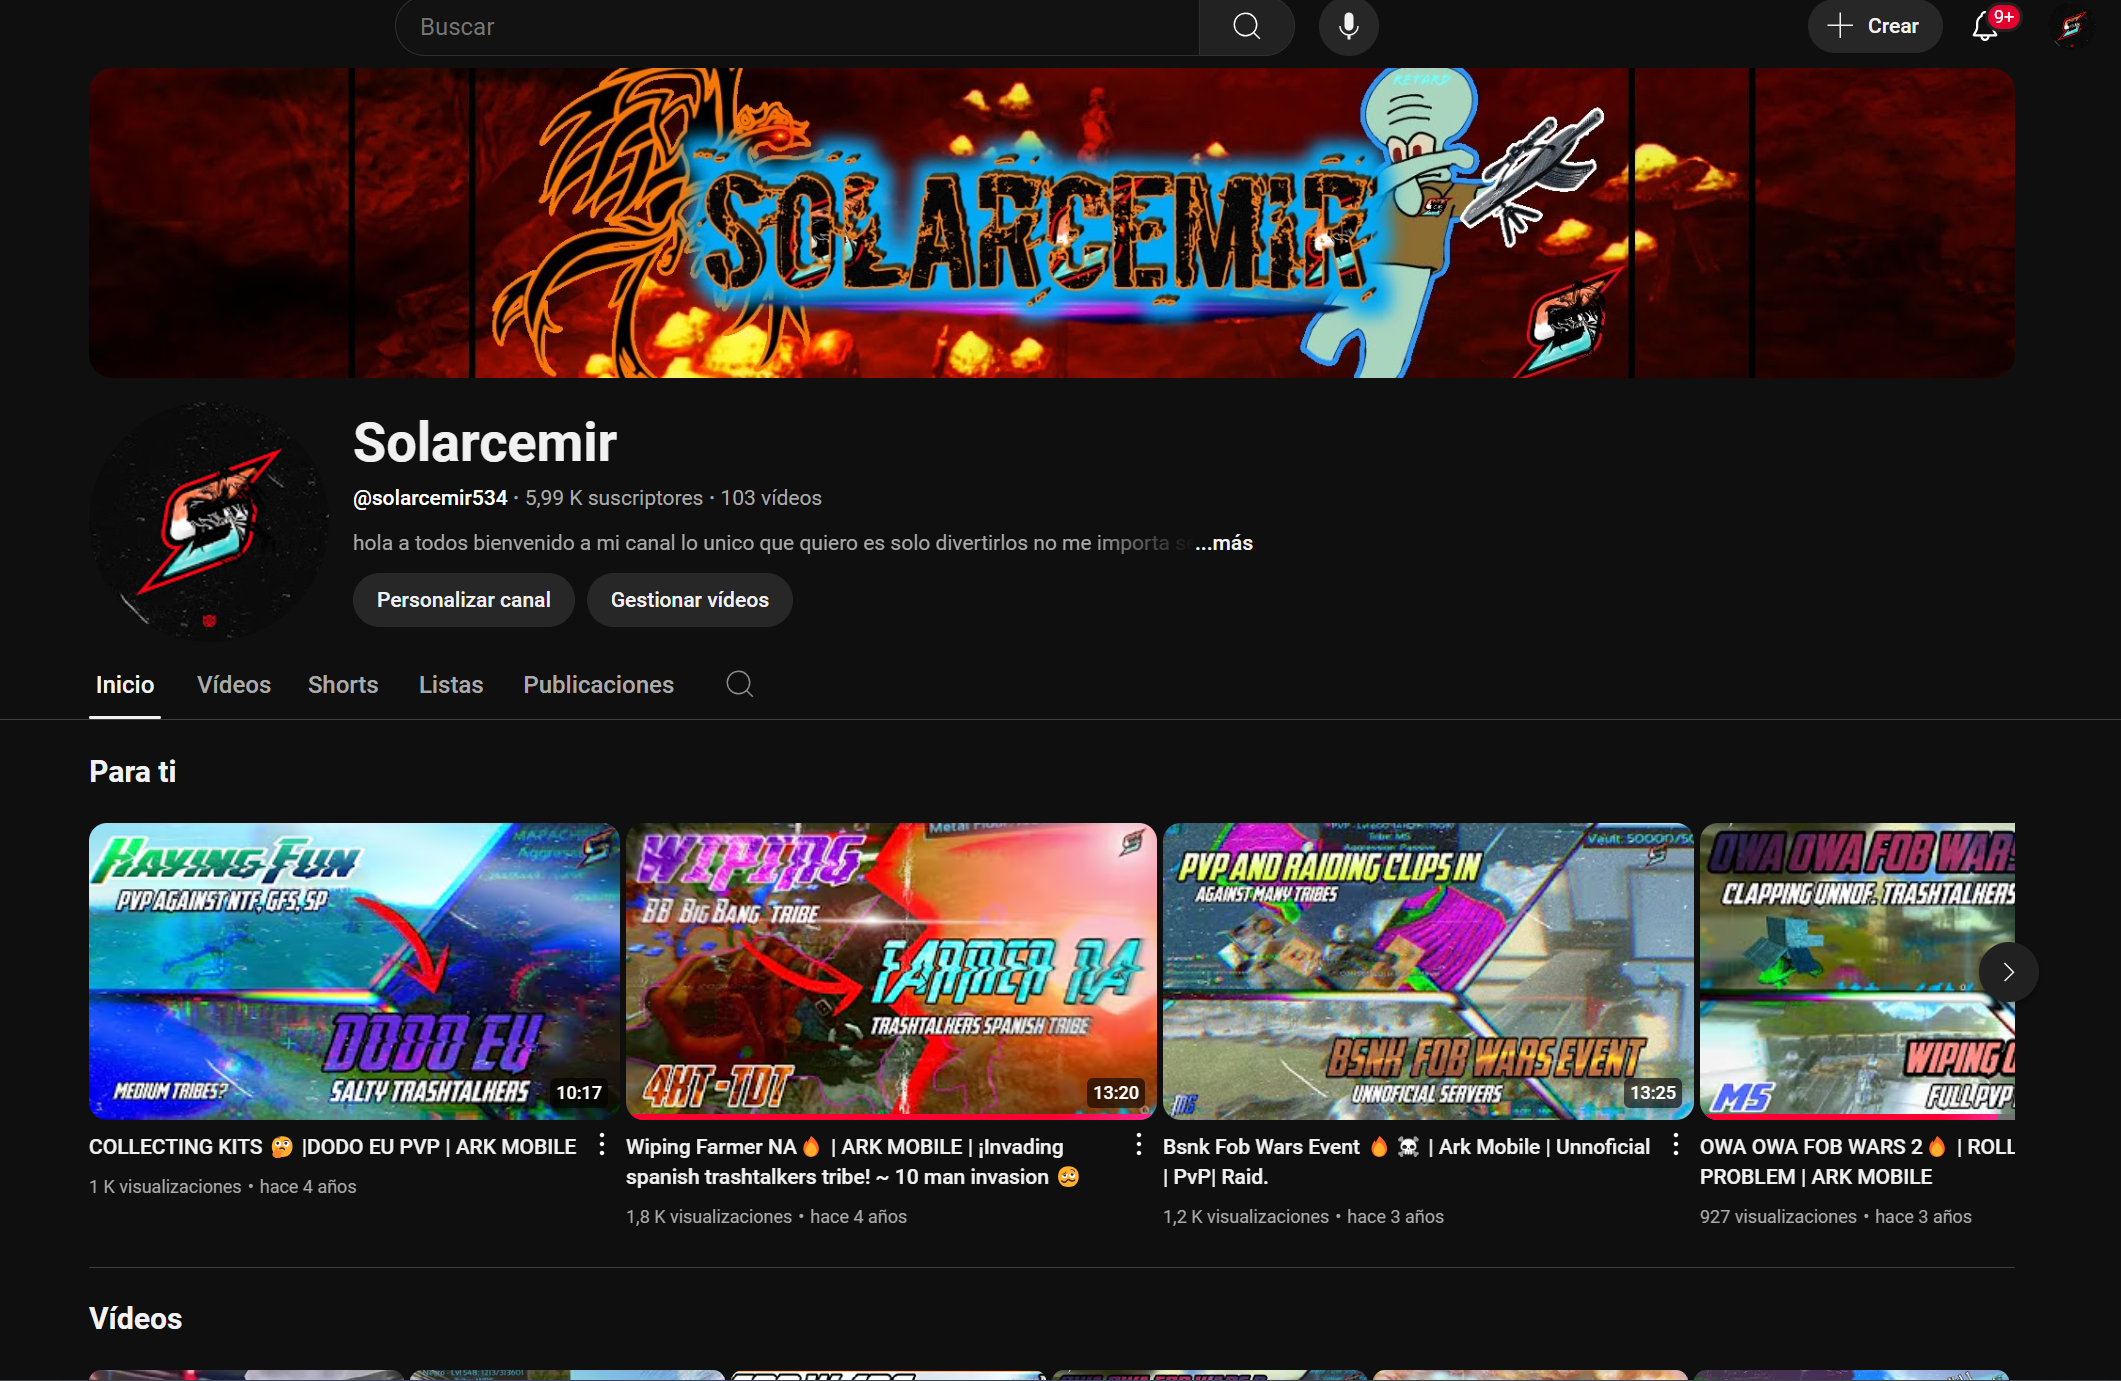 Buscar
Crear
9+
SOLARCEMIR
Solarcemir
@solarcemir534 · 5,99 K suscriptores · 103 vídeos
hola a todos bienvenido a mi canal lo unico que quiero es solo divertirlos no me importa s ...más
Personalizar canal
Gestionar vídeos
Inicio
Vídeos
Shorts
Listas
Publicaciones
Para ti
HAVING FUN
PVP AGAINST NTF, GFS, SP
DODO EU
MEDIUM TRIBES?
SALTY TRASHTALKERS
10:17
COLLECTING KITS 🤔 |DODO EU PVP | ARK MOBILE
1 K visualizaciones • hace 4 años
WIPING
BB BIG BANG TRIBE
FARMER NA
TRASHTALKERS SPANISH TRIBE
4KT-TDT
13:20
Wiping Farmer NA🔥 | ARK MOBILE | ¡Invading
spanish trashtalkers tribe! ~ 10 man invasion 🥴
1,8 K visualizaciones • hace 4 años
Vault: 50000/50
PVP AND RAIDING CLIPS IN
AGAINST MANY TRIBES
BSNK FOB WARS EVENT
UNNOFICIAL SERVERS
MS
13:25
Bsnk Fob Wars Event 🔥 ☠️ | Ark Mobile | Unnoficial
| PvP| Raid.
1,2 K visualizaciones • hace 3 años
OWA OWA FOB WARS
CLAPPING UNNOF. TRASHTALKERS
WIPING
MS
FULL PVP
OWA OWA FOB WARS 2🔥 | ROLL
PROBLEM | ARK MOBILE
927 visualizaciones • hace 3 años
Vídeos